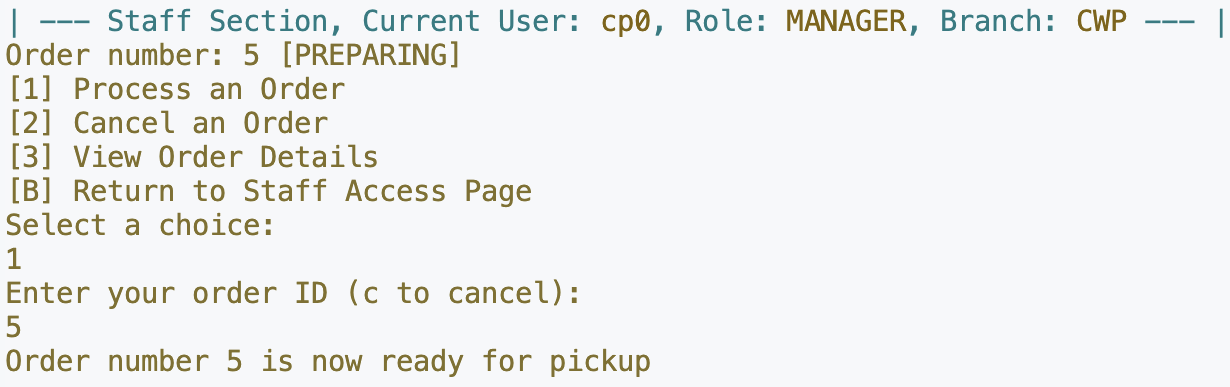 | --- Staff Section, Current User: cp0, Role: MANAGER, Branch: CWP --- |
Order number: 5 [PREPARING]
[1] Process an Order
[2] Cancel an Order
[3] View Order Details
[B] Return to Staff Access Page
Select a choice:
1
Enter your order ID (c to cancel):
5
Order number 5 is now ready for pickup